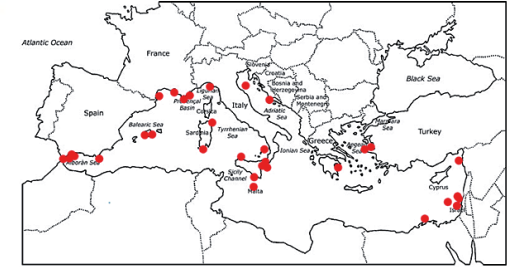 Atlantic Ocean
France
Slovenia
Croatia
Bosnia and
Herzegovina
Serbia and
Montenegro
Black Sea
Ligurian
Sea
Provençal
Basin
Corsica
Italy
Adriatic
Sea
Marmara
Sea
Spain
Balearic Sea
Sardinia
Tyrrhenian
Sea
Greece
Aegean
Sea
Turkey
Alboran Sea
Ionian Sea
Sicily
Channel
Malta
Cyprus
Israel